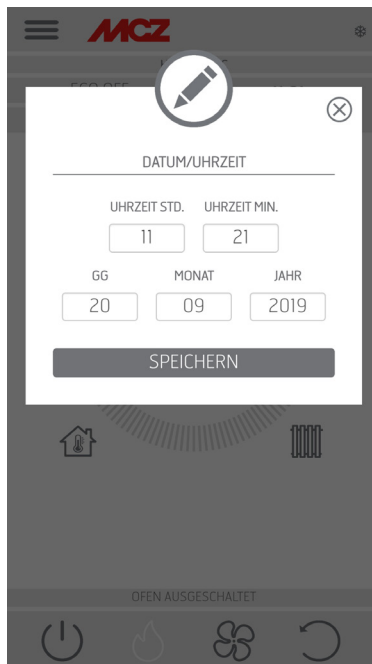 MCZ
DATUM/UHRZEIT
UHRZEIT STD. UHRZEIT MIN.
11 21
GG MONAT JAHR
20 09 2019
SPEICHERN
OFEN AUSGESCHALTET